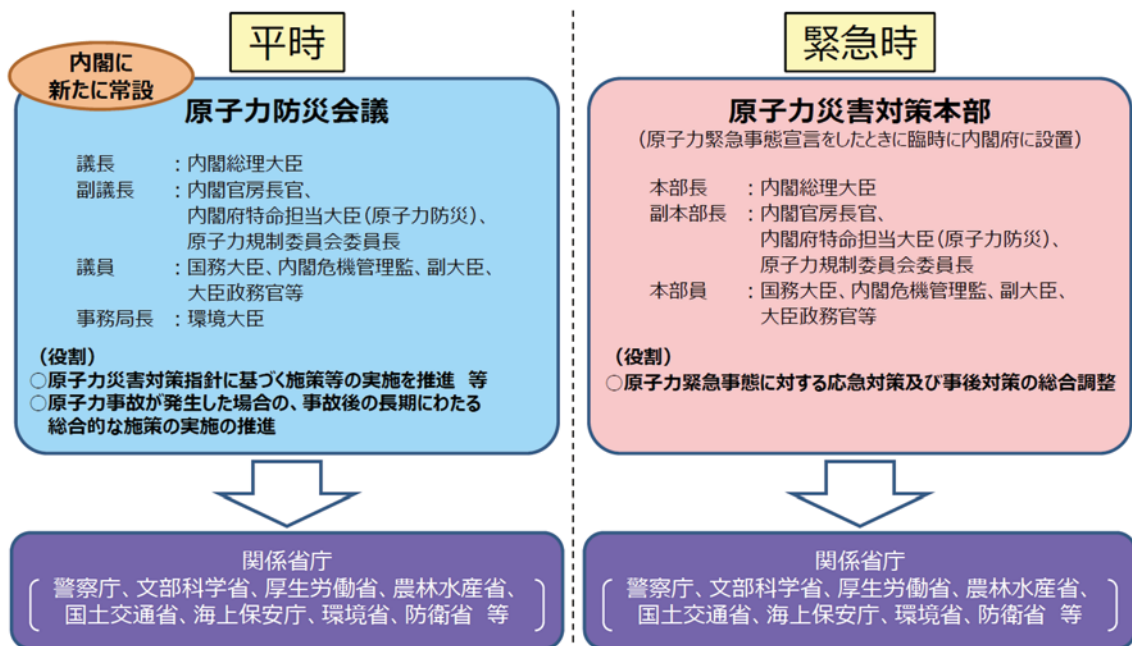 平時
内閣に
新たに常設
原子力防災会議
議長 ：内閣総理大臣
副議長 ：内閣官房長官、
内閣府特命担当大臣(原子力防災)、
原子力規制委員会委員長
議員 ：国務大臣、内閣危機管理監、副大臣、
大臣政務官等
事務局長 ：環境大臣
（役割）
○原子力災害対策指針に基づく施策等の実施を推進 等
○原子力事故が発生した場合の、事故後の長期にわたる
総合的な施策の実施の推進
関係省庁
警察庁、文部科学省、厚生労働省、農林水産省、
国土交通省、海上保安庁、環境省、防衛省 等
緊急時
原子力災害対策本部
（原子力緊急事態宣言をしたときに臨時に内閣府に設置）
本部長 ：内閣総理大臣
副本部長 ：内閣官房長官、
内閣府特命担当大臣(原子力防災)、
原子力規制委員会委員長
本部員 ：国務大臣、内閣危機管理監、副大臣、
大臣政務官等
（役割）
○原子力緊急事態に対する応急対策及び事後対策の総合調整
関係省庁
警察庁、文部科学省、厚生労働省、農林水産省、
国土交通省、海上保安庁、環境省、防衛省 等